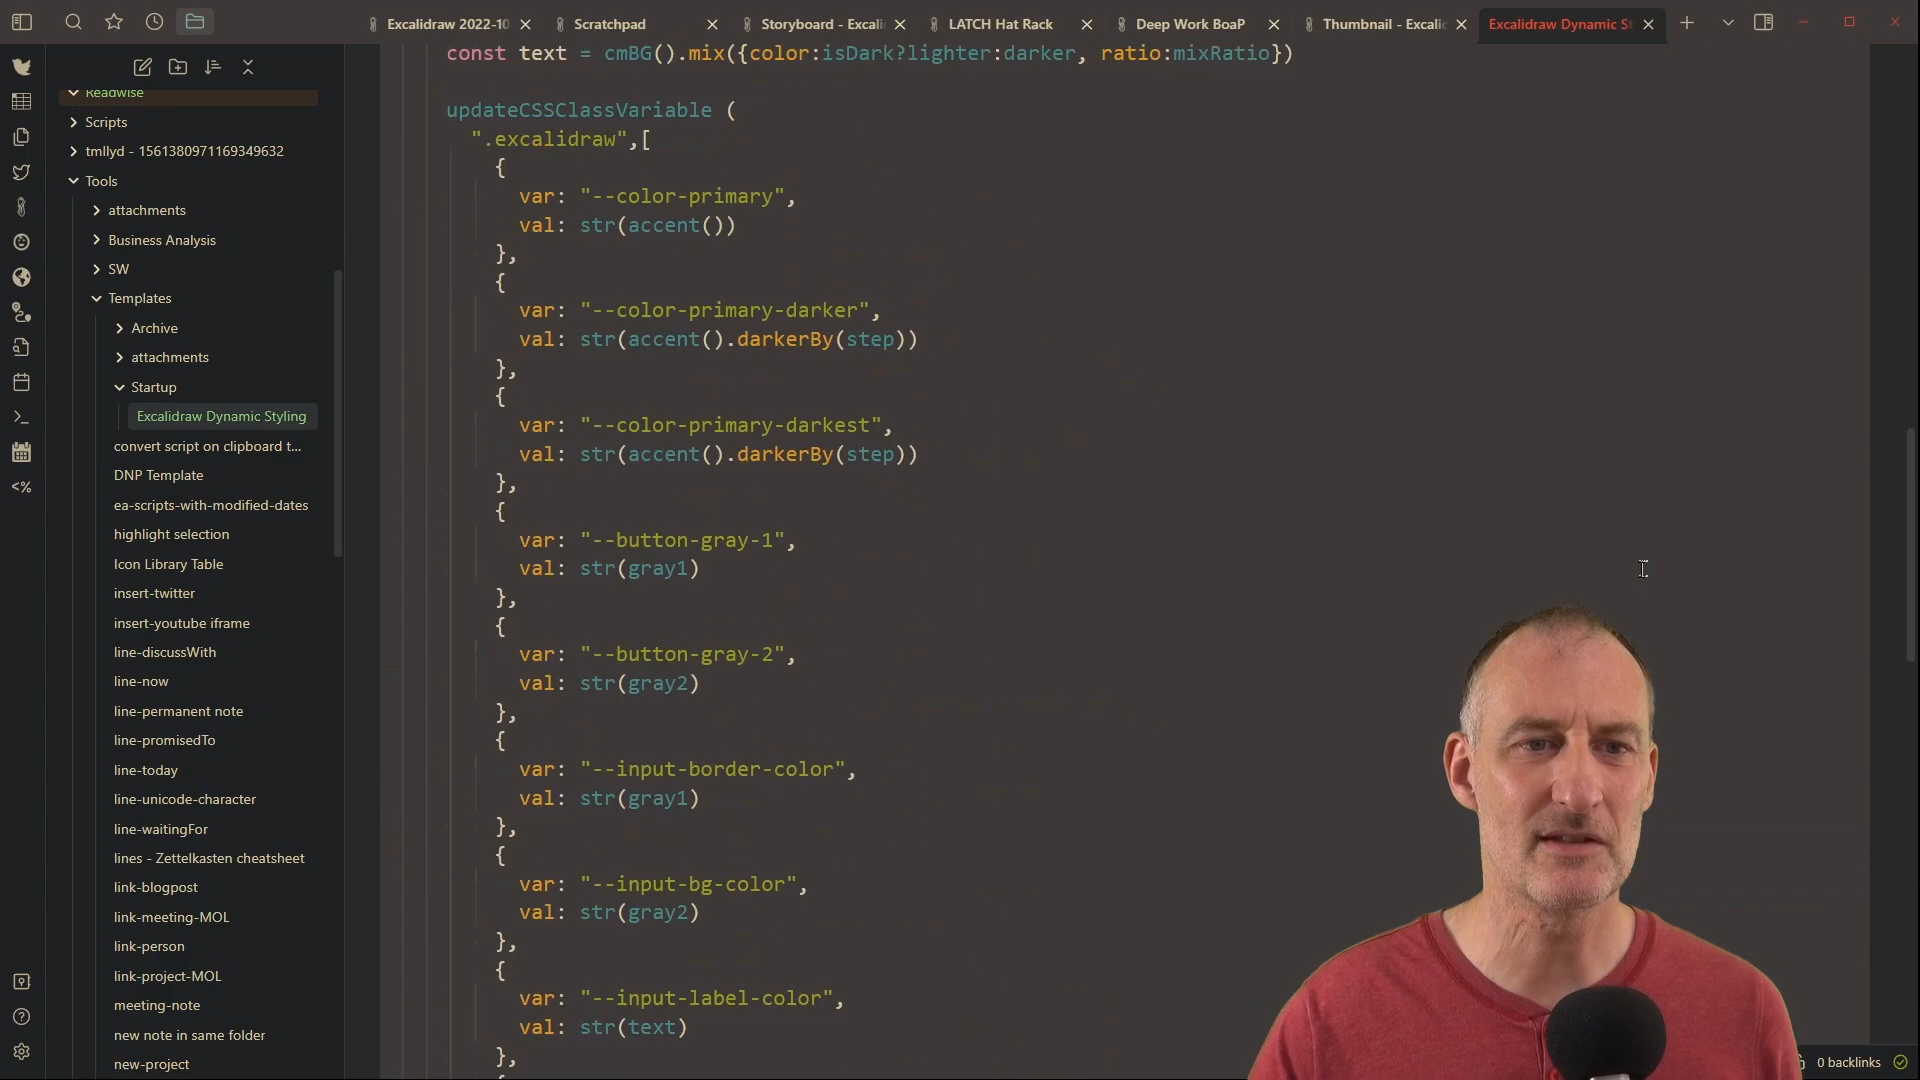 Excalidraw 2022-10
Scratchpad
Storyboard - Excali
LATCH Hat Rack
Deep Work BoaP
Thumbnail - Excalic
Excalidraw Dynamic St
Readwise
Scripts
tmllyd - 1561380971169349632
Tools
attachments
Business Analysis
SW
Templates
Archive
attachments
Startup
Excalidraw Dynamic Styling
convert script on clipboard t...
DNP Template
ea-scripts-with-modified-dates
highlight selection
Icon Library Table
insert-twitter
insert-youtube iframe
line-discussWith
line-now
line-permanent note
line-promisedTo
line-today
line-unicode-character
line-waitingFor
lines - Zettelkasten cheatsheet
link-blogpost
link-meeting-MOL
link-person
link-project-MOL
meeting-note
new note in same folder
new-project
const text = cmBG().mix({color:isDark?lighter:darker, ratio:mixRatio})
updateCSSClassVariable (
".excalidraw",[
{
var: "--color-primary",
val: str(accent())
},
{
var: "--color-primary-darker",
val: str(accent().darkerBy(step))
},
{
var: "--color-primary-darkest",
val: str(accent().darkerBy(step))
},
{
var: "--button-gray-1",
val: str(gray1)
},
{
var: "--button-gray-2",
val: str(gray2)
},
{
var: "--input-border-color",
val: str(gray1)
},
{
var: "--input-bg-color",
val: str(gray2)
},
{
var: "--input-label-color",
val: str(text)
},
0 backlinks